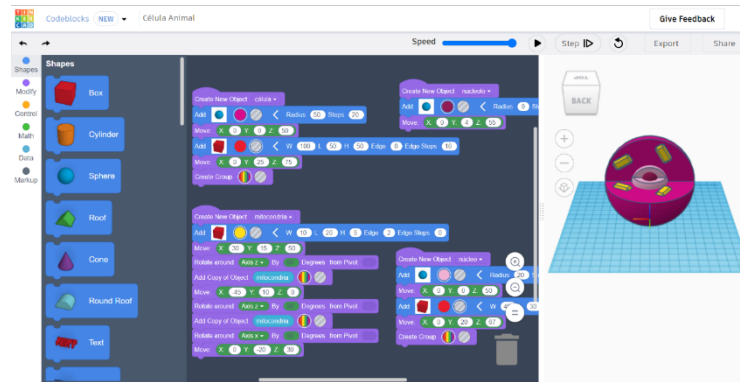 TIN
KER
CAD
Codeblocks NEW
Célula Animal
Give Feedback
Speed
Step
Export
Share
Shapes
Modify
Control
Math
Data
Markup
Shapes
Box
Cylinder
Sphere
Roof
Cone
Round Roof
Text
Create New Object célula
Add Radius 50 Steps 20
Move: X: 0 Y: 0 Z: 50
Add W 100 L 50 H 50 Edge 0 Edge Steps 10
Move: X: 0 Y: 25 Z: 75
Create Group
Create New Object mitocondria
Add W 10 L 20 H 5 Edge 2 Edge Steps 0
Move: X: 30 Y: 15 Z: 50
Rotate around Axis z By Degrees from Pivot
Add Copy of Object mitocondria
Move: X: Y: 10 Z: 0
Rotate around Axis z By Degrees from Pivot
Add Copy of Object mitocondria
Rotate around Axis x By Degrees from Pivot
Move: X: 0 Y: -20 Z: 30
Create New Object nucleolo
Add Radius
Move: X: 0 Y: 4 Z: 55
Create New Object núcleo
Add Radius 20
Move: X: 0 Y: 0 Z: 50
Add W
Move: X: 0 Y: 20 Z: 67
Create Group
BACK